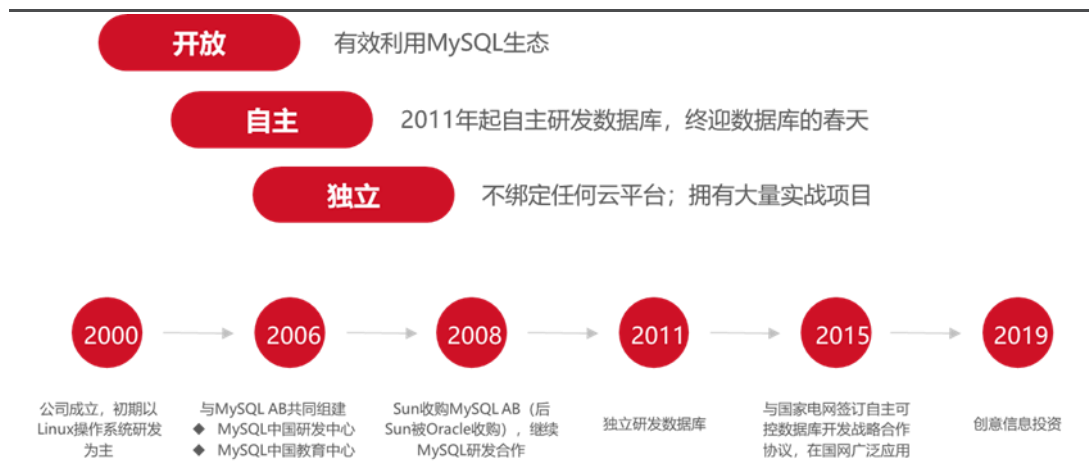 开放
有效利用MySQL生态
自主
2011年起自主研发数据库，终迎数据库的春天
独立
不绑定任何云平台；拥有大量实战项目
2000
2006
2008
2011
2015
2019
公司成立，初期以
Linux操作系统研发
为主
与MySQL AB共同组建
◆ MySQL中国研发中心
◆ MySQL中国教育中心
Sun收购MySQL AB（后
Sun被Oracle收购），继续
MySQL研发合作
独立研发数据库
与国家电网签订自主可
控数据库开发战略合作
协议，在国网广泛应用
创意信息投资